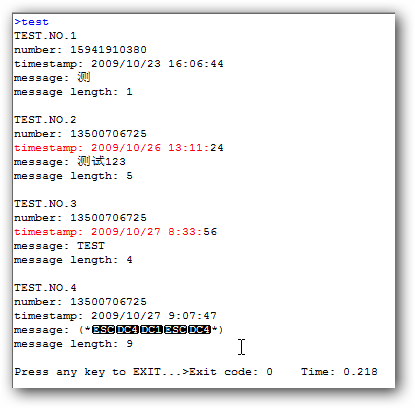 >test
TEST.NO.1
number: 15941910380
timestamp: 2009/10/23 16:06:44
message: 测
message length: 1
TEST.NO.2
number: 13500706725
timestamp: 2009/10/26 13:11:24
message: 测试123
message length: 5
TEST.NO.3
number: 13500706725
timestamp: 2009/10/27 8:33:56
message: TEST
message length: 4
TEST.NO.4
number: 13500706725
timestamp: 2009/10/27 9:07:47
message: (*ESCDC4DC1ESCDC4*)
message length: 9
Press any key to EXIT...>Exit code: 0    Time: 0.218